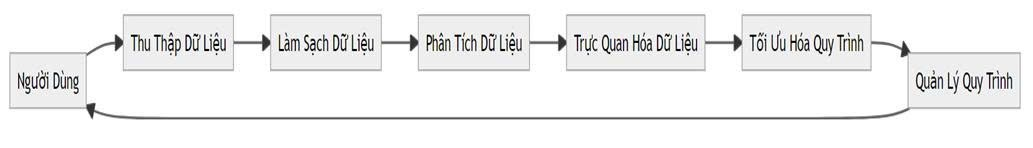 Người Dùng
Thu Thập Dữ Liệu
Làm Sạch Dữ Liệu
Phân Tích Dữ Liệu
Trực Quan Hóa Dữ Liệu
Tối Ưu Hóa Quy Trình
Quản Lý Quy Trình